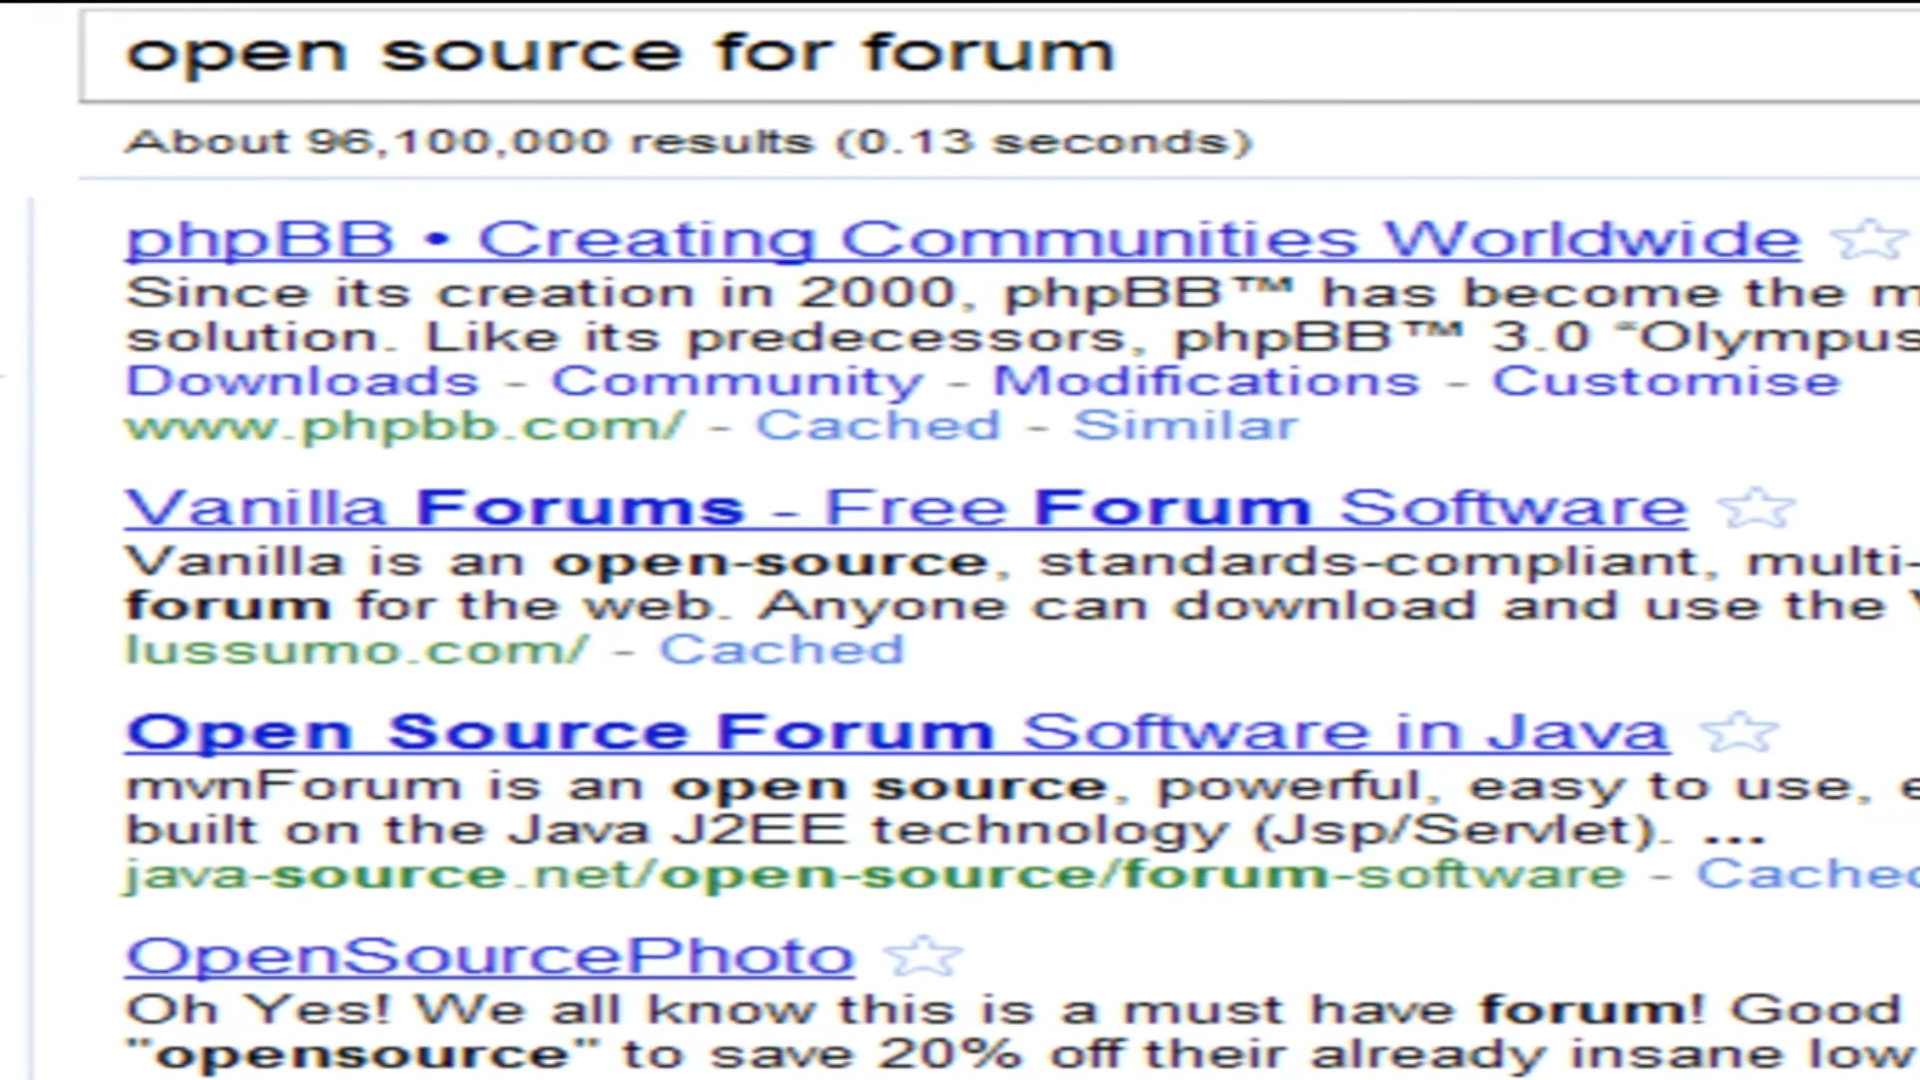 open source for forum
About 96,100,000 results (0.13 seconds)
phpBB • Creating Communities Worldwide
Since its creation in 2000, phpBB™ has become the m
solution. Like its predecessors, phpBB™ 3.0 “Olympus
Downloads - Community - Modifications - Customise
www.phpbb.com/ - Cached - Similar
Vanilla Forums - Free Forum Software
Vanilla is an open-source, standards-compliant, multi-
forum for the web. Anyone can download and use the V
lussumo.com/ - Cached
Open Source Forum Software in Java
mvnForum is an open source, powerful, easy to use, e
built on the Java J2EE technology (Jsp/Servlet). ...
java-source.net/open-source/forum-software - Cached
OpenSourcePhoto
Oh Yes! We all know this is a must have forum! Good
"opensource" to save 20% off their already insane low